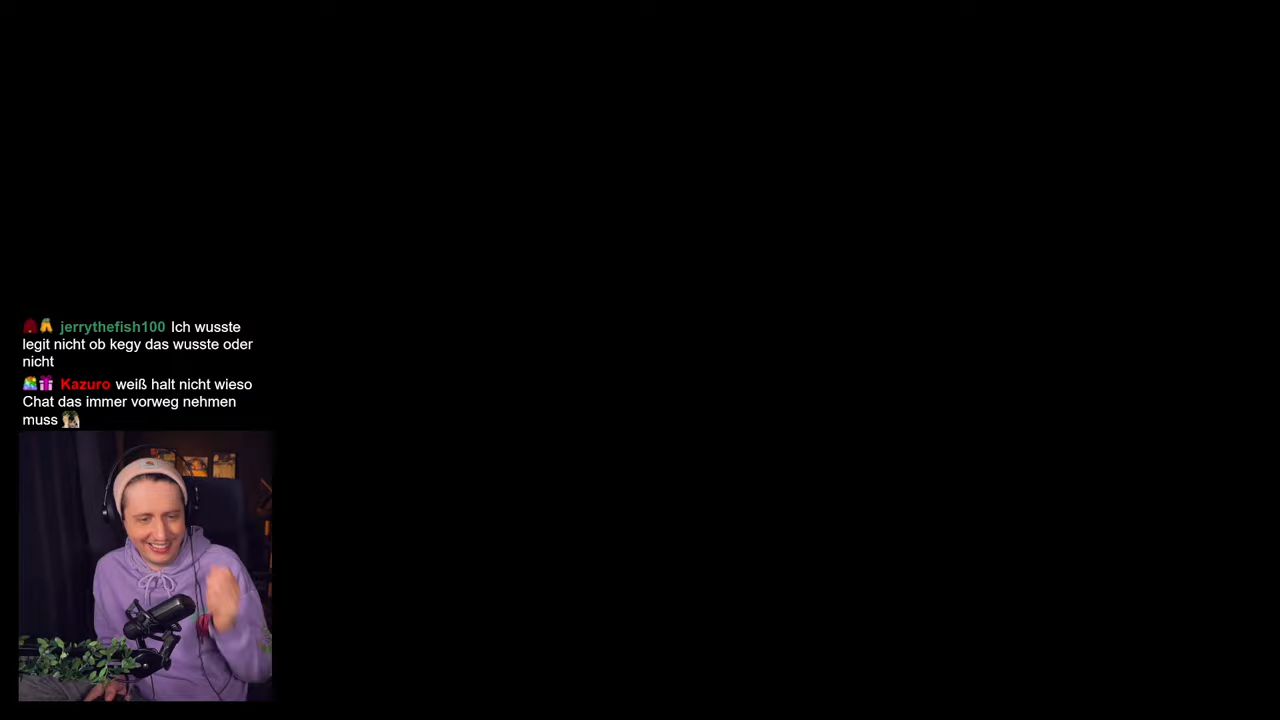 jerrythefish100 Ich wusste
legit nicht ob kegy das wusste oder
nicht
Kazuro weiß halt nicht wieso
Chat das immer vorweg nehmen
muss